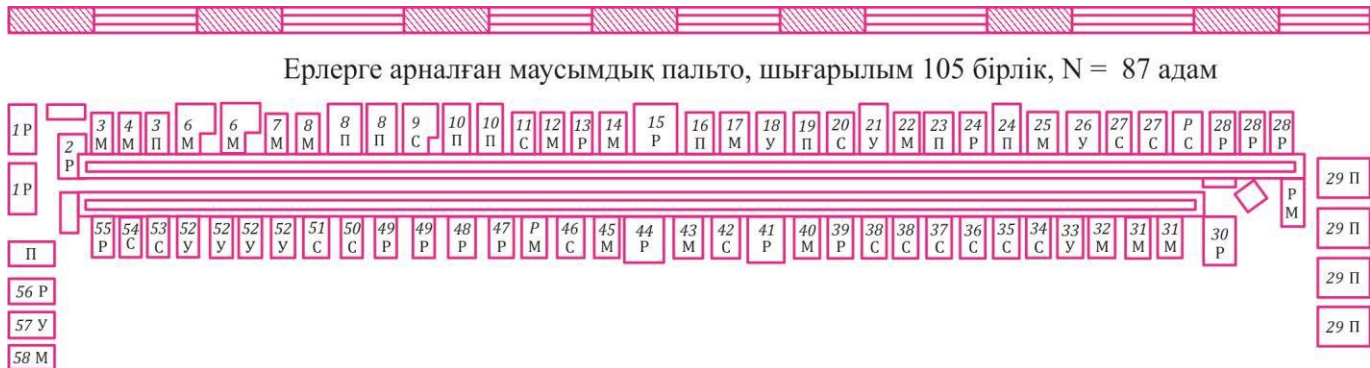 Ерлерге арналған маусымдық пальто, шығарылым 105 бірлік, N = 87 адам
1 Р
2 Р
3 М
4 М
3 П
6 М
6 М
7 М
8 М
8 П
8 П
9 С
10 П
10 П
11 С
12 М
13 Р
14 М
15 Р
16 П
17 М
18 У
19 П
20 С
21 У
22 М
23 П
24 Р
24 П
25 М
26 У
27 С
27 С
Р С
28 Р
28 Р
28 Р
1 Р
29 П
Р М
29 П
55 Р
54 С
53 С
52 У
52 У
52 У
52 У
51 С
50 С
49 Р
49 Р
48 Р
47 Р
Р М
46 С
45 М
44 Р
43 М
42 С
41 Р
40 М
39 Р
38 С
38 С
37 С
36 С
35 С
34 С
33 У
32 М
31 М
31 М
30 Р
П
29 П
56 Р
57 У
29 П
58 М